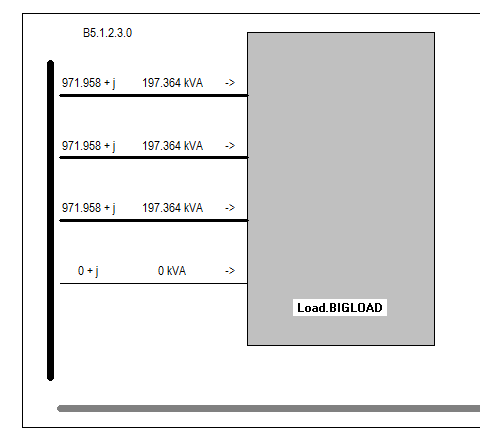 B5.1.2.3.0
971.958 + j 197.364 kVA ->
971.958 + j 197.364 kVA ->
971.958 + j 197.364 kVA ->
0 + j 0 kVA ->
Load.BIGLOAD